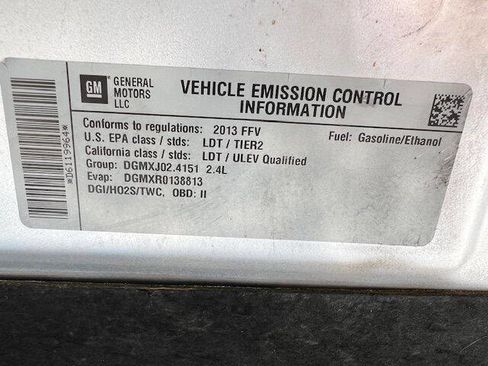 GM
GENERAL
MOTORS
LLC
VEHICLE EMISSION CONTROL
INFORMATION
Conforms to regulations: 2013 FFV
Fuel: Gasoline/Ethanol
U.S. EPA class / stds: LDT / TIER2
California class / stds: LDT / ULEV Qualified
Group: DGMXJ02.4151 2.4L
Evap: DGMXR0138813
DGI/HO2S/TWC, OBD: II
*D6119964*